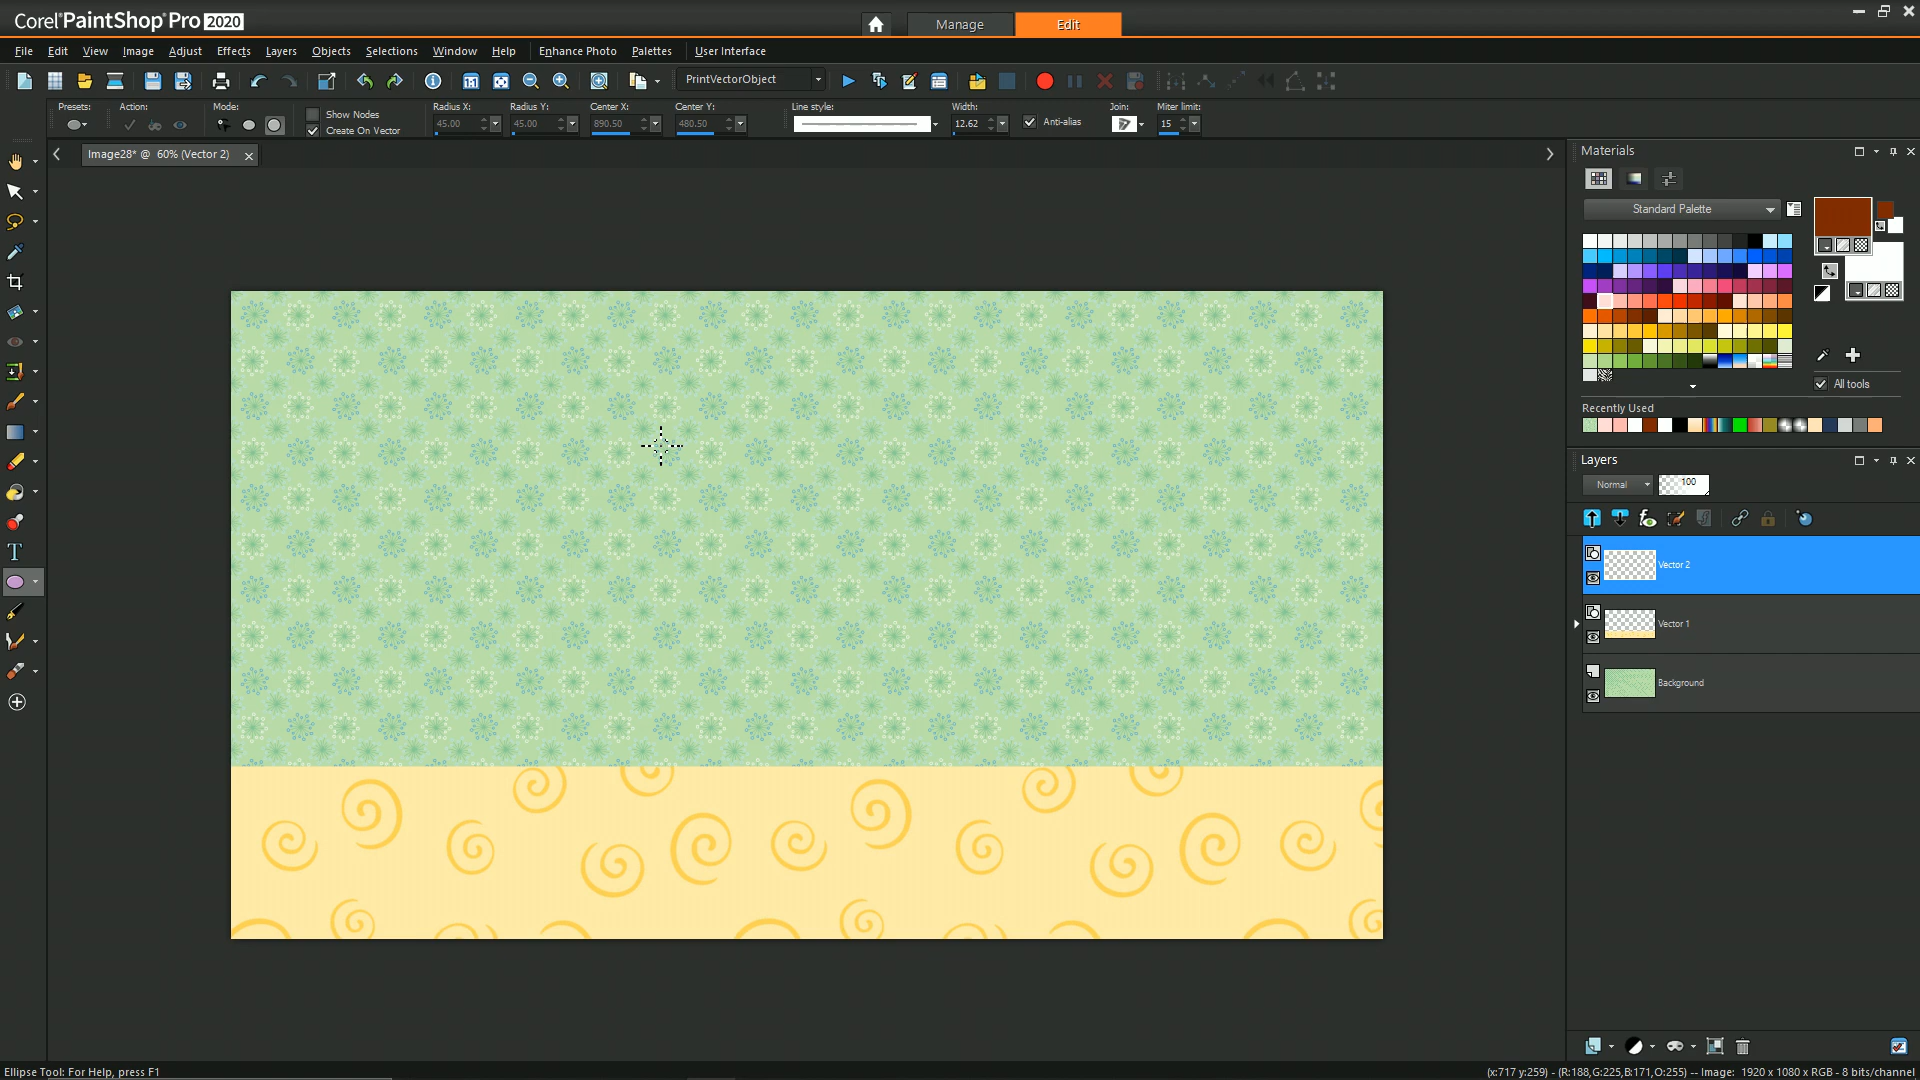 Corel PaintShop Pro 2020
Manage
Edit
File Edit View Image Adjust Effects Layers Objects Selections Window Help Enhance Photo Palettes User Interface
PrintVectorObject
Presets: Action: Mode: Show Nodes Radius X: Radius Y: Center X: Center Y: Line style: Width: Join: Miter limit:
Create On Vector 45.00 45.00 890.50 480.50 12.62 Anti-alias 15
Image28* @ 60% (Vector 2)
Materials
Standard Palette
All tools
Recently Used
Layers
Normal 100
Vector 2
Vector 1
Background
Ellipse Tool: For Help, press F1
(x:717 y:259) - (R:188,G:225,B:171,O:255) -- Image: 1920 x 1080 x RGB - 8 bits/channel